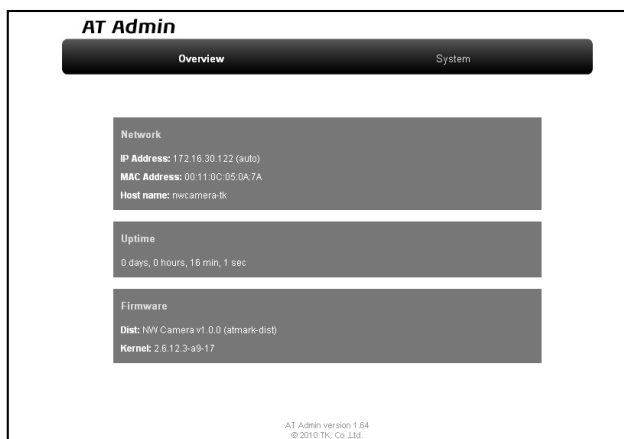 AT Admin
Overview System
Network
IP Address: 172.16.30.122 (auto)
MAC Address: 00:11:0C:05:0A:7A
Host name: nwcamera-tk
Uptime
0 days, 0 hours, 16 min, 1 sec
Firmware
Dist: NW Camera v1.0.0 (atmark-dist)
Kernel: 2.6.12.3-a9-17
AT Admin version 1.64
© 2010 TK. Co.,Ltd.